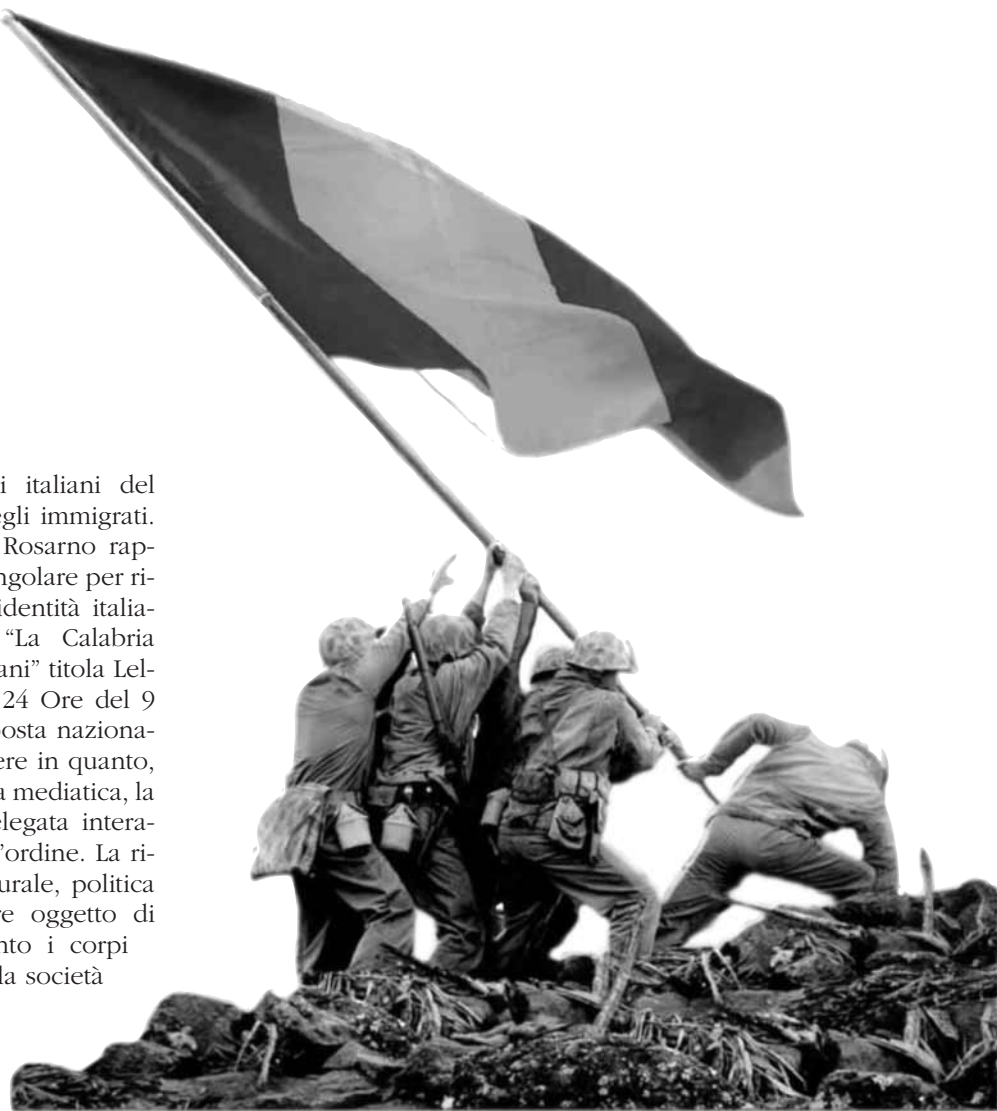 i italiani del
egli immigrati.
Rosarno rap-
ngolare per ri-
identità italia-
“La Calabria
ani” titola Lel-
24 Ore del 9
posta naziona-
ere in quanto,
a mediatica, la
elegata intera-
l’ordine. La ri-
urale, politica
re oggetto di
nto i corpi
la società